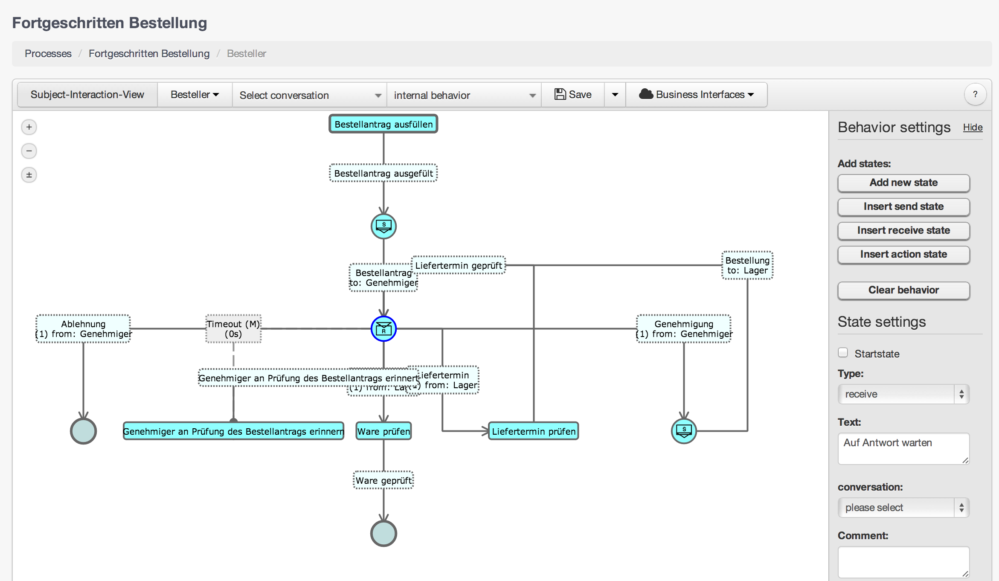 Fortgeschritten Bestellung
Processes / Fortgeschritten Bestellung / Besteller
Subject-Interaction-View
Besteller
Select conversation
internal behavior
Save
Business Interfaces
?
+
−
±
Bestellantrag ausfüllen
Bestellantrag ausgefült
S
Bestellantrag
to: Genehmiger
Liefertermin geprüft
Bestellung
to: Lager
Ablehnung
(1) from: Genehmiger
Timeout (M)
(0s)
R
Genehmigung
(1) from: Genehmiger
Genehmiger an Prüfung des Bestellantrags erinnert
(1) from: La
iefertermin
1) from: Lager
Genehmiger an Prüfung des Bestellantrags erinnern
Ware prüfen
Liefertermin prüfen
S
Ware geprüft
Behavior settings
Hide
Add states:
Add new state
Insert send state
Insert receive state
Insert action state
Clear behavior
State settings
Startstate
Type:
receive
Text:
Auf Antwort warten
conversation:
please select
Comment: